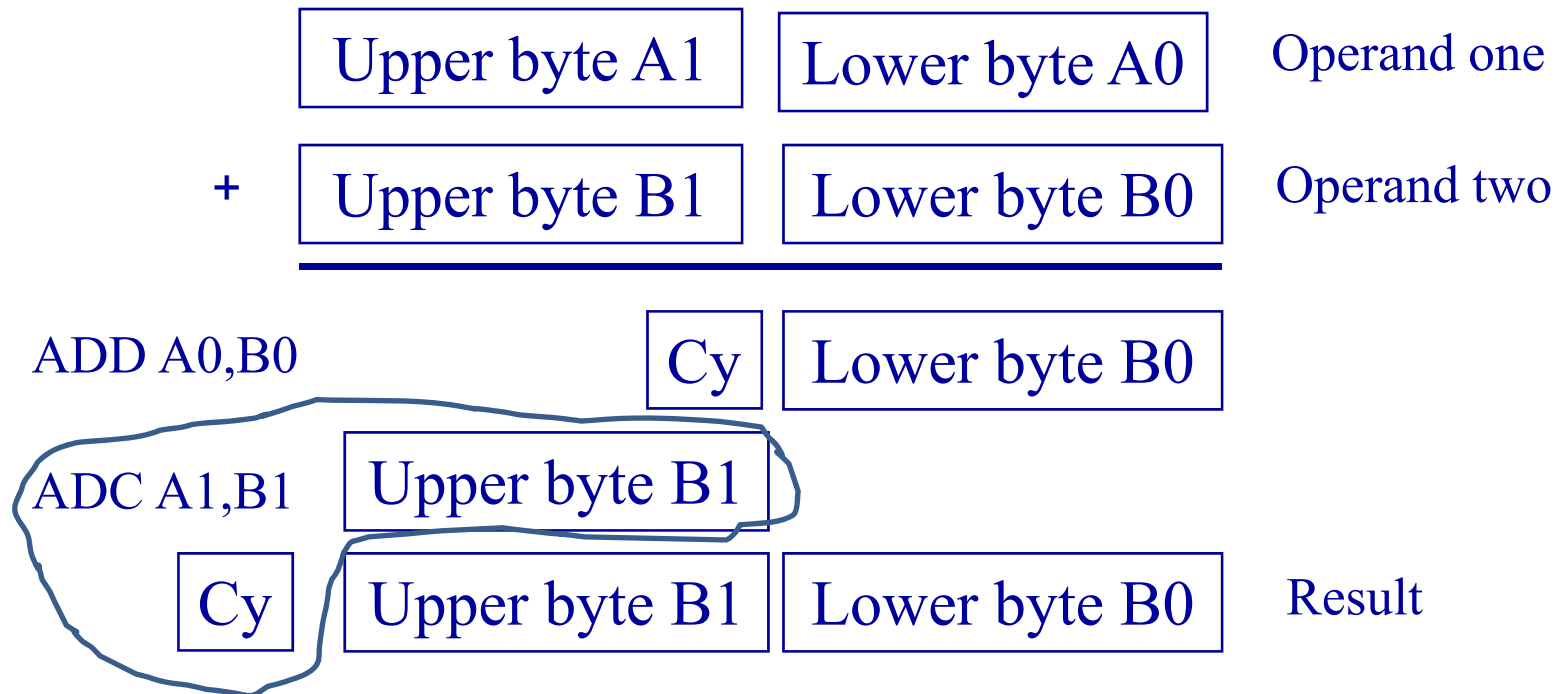 Upper byte A1 Lower byte A0 Operand one
+ Upper byte B1 Lower byte B0 Operand two
ADD A0,B0 Cy Lower byte B0
ADC A1,B1 Upper byte B1
Cy Upper byte B1 Lower byte B0 Result